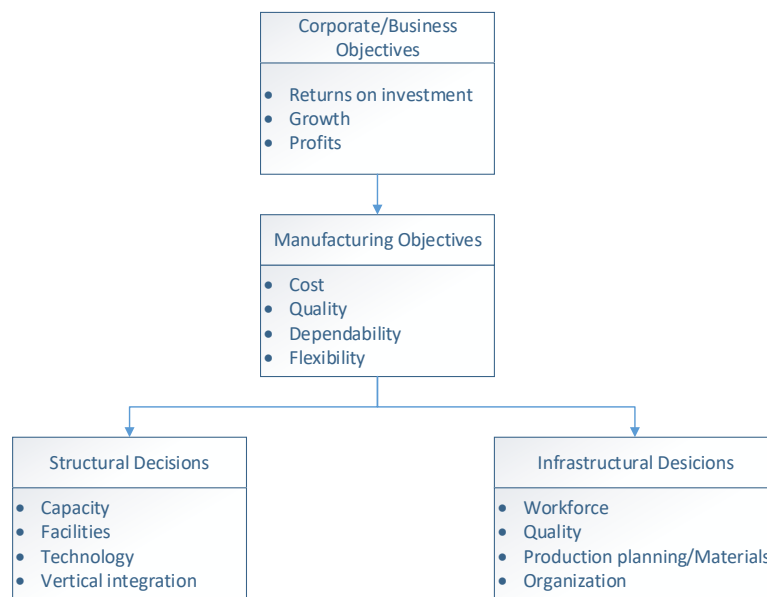 Corporate/Business
Objectives
• Returns on investment
• Growth
• Profits
Manufacturing Objectives
• Cost
• Quality
• Dependability
• Flexibility
Structural Decisions
• Capacity
• Facilities
• Technology
• Vertical integration
Infrastructural Desicions
• Workforce
• Quality
• Production planning/Materials
• Organization